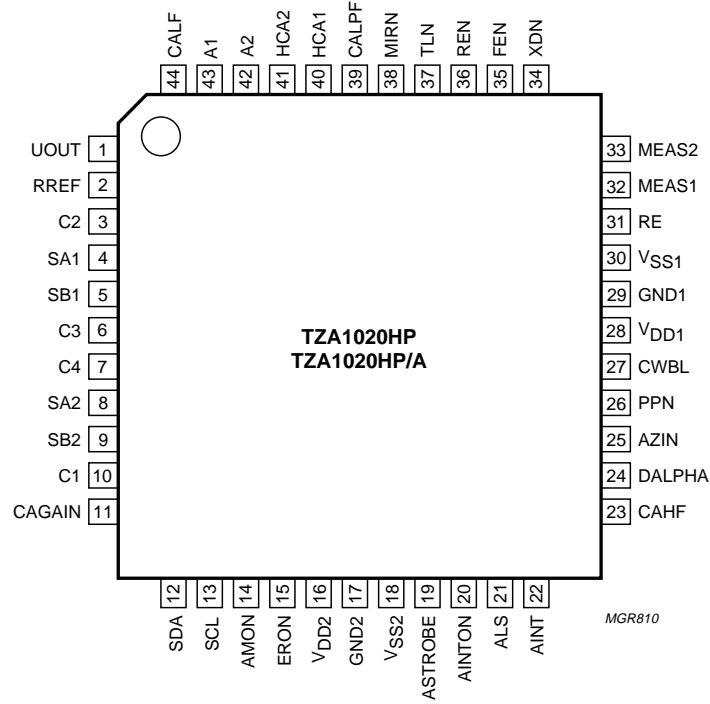 CALF
A1
A2
HCA2
HCA1
CALPF
MIRN
TLN
REN
FEN
XDN
44
43
42
41
40
39
38
37
36
35
34
UOUT 1
RREF 2
C2 3
SA1 4
SB1 5
C3 6
C4 7
SA2 8
SB2 9
C1 10
CAGAIN 11
TZA1020HP
TZA1020HP/A
33 MEAS2
32 MEAS1
31 RE
30 VSS1
29 GND1
28 VDD1
27 CWBL
26 PPN
25 AZIN
24 DALPHA
23 CAHF
12
13
14
15
16
17
18
19
20
21
22
SDA
SCL
AMON
ERON
VDD2
GND2
VSS2
ASTROBE
AINTON
ALS
AINT
MGR810